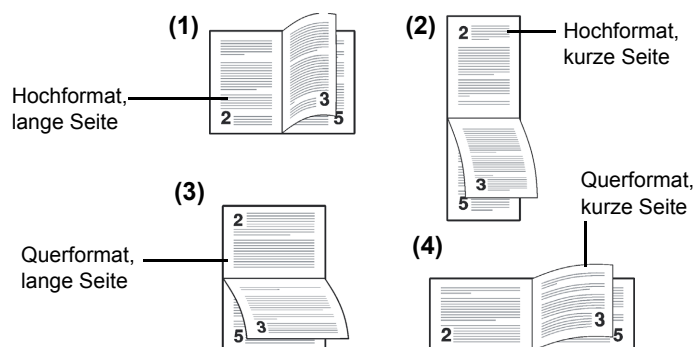 (1)
Hochformat,
lange Seite
2
3
5
(2)
2
Hochformat,
kurze Seite
3
5
(3)
Querformat,
lange Seite
2
3
5
(4)
Querformat,
kurze Seite
2
3
5